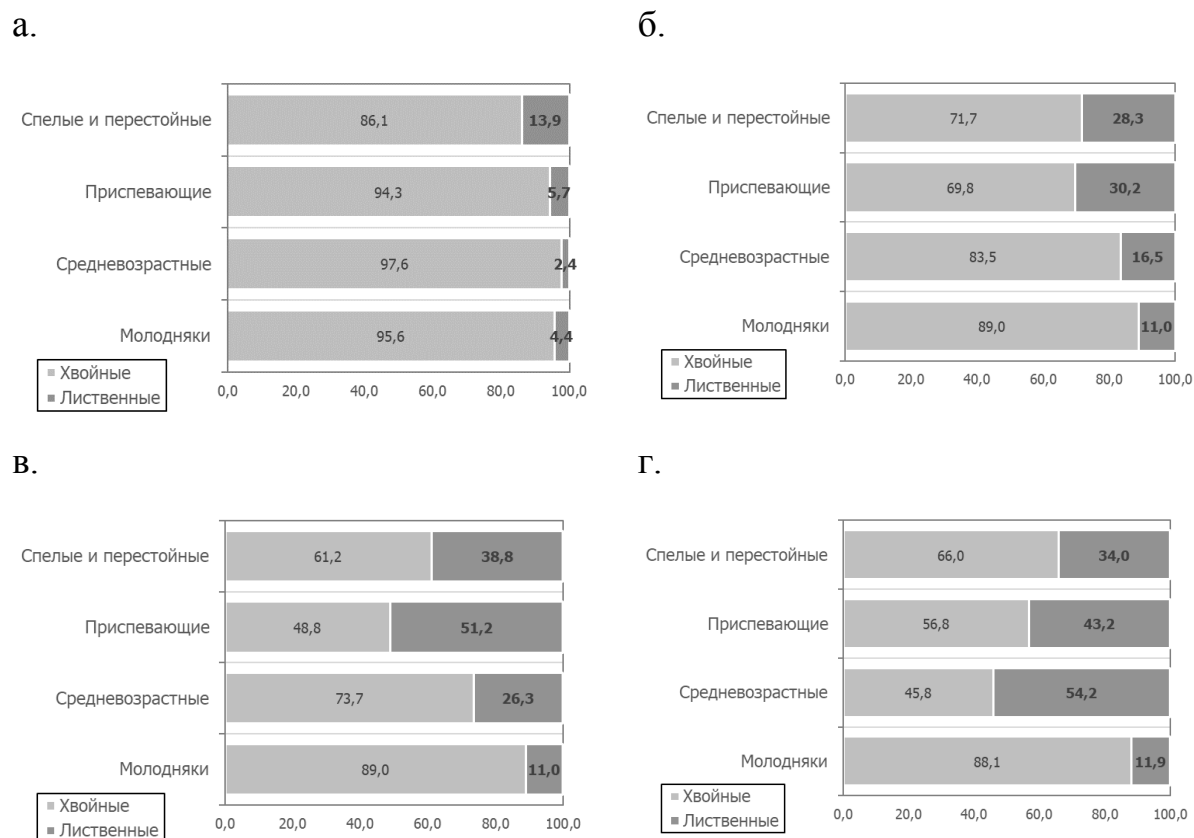 а.
Спелые и перестойные 86,1 13,9
Приспевающие 94,3 5,7
Средневозрастные 97,6 2,4
Молодняки 95,6 4,4
Хвойные
Лиственные
0,0 20,0 40,0 60,0 80,0 100,0
б.
Спелые и перестойные 71,7 28,3
Приспевающие 69,8 30,2
Средневозрастные 83,5 16,5
Молодняки 89,0 11,0
Хвойные
Лиственные
0,0 20,0 40,0 60,0 80,0 100,0
в.
Спелые и перестойные 61,2 38,8
Приспевающие 48,8 51,2
Средневозрастные 73,7 26,3
Молодняки 89,0 11,0
Хвойные
Лиственные
0,0 20,0 40,0 60,0 80,0 100,0
г.
Спелые и перестойные 66,0 34,0
Приспевающие 56,8 43,2
Средневозрастные 45,8 54,2
Молодняки 88,1 11,9
Хвойные
Лиственные
0,0 20,0 40,0 60,0 80,0 100,0